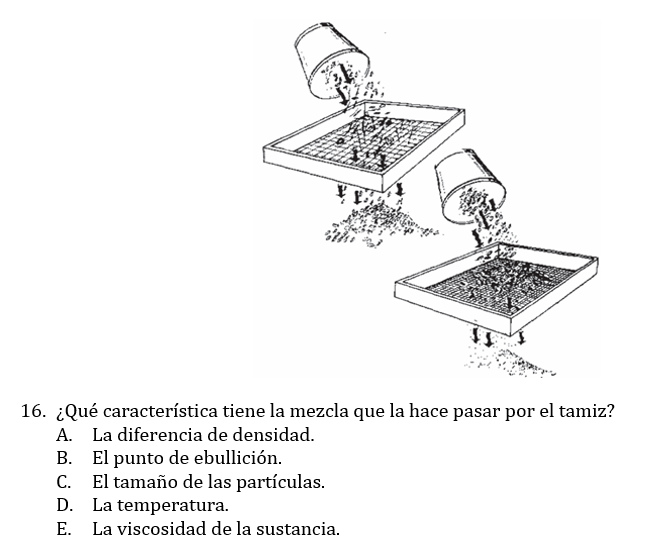 16. ¿Qué característica tiene la mezcla que la hace pasar por el tamiz?
A. La diferencia de densidad.
B. El punto de ebullición.
C. El tamaño de las partículas.
D. La temperatura.
E. La viscosidad de la sustancia.